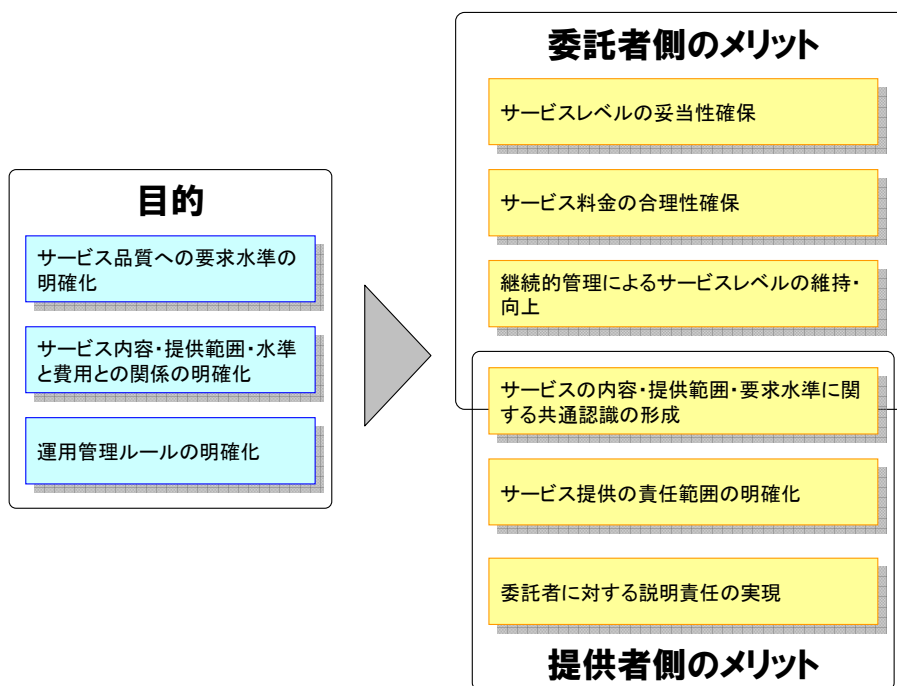 目的
サービス品質への要求水準の
明確化
サービス内容・提供範囲・水準
と費用との関係の明確化
運用管理ルールの明確化
委託者側のメリット
サービスレベルの妥当性確保
サービス料金の合理性確保
継続的管理によるサービスレベルの維持・
向上
サービスの内容・提供範囲・要求水準に関
する共通認識の形成
サービス提供の責任範囲の明確化
委託者に対する説明責任の実現
提供者側のメリット